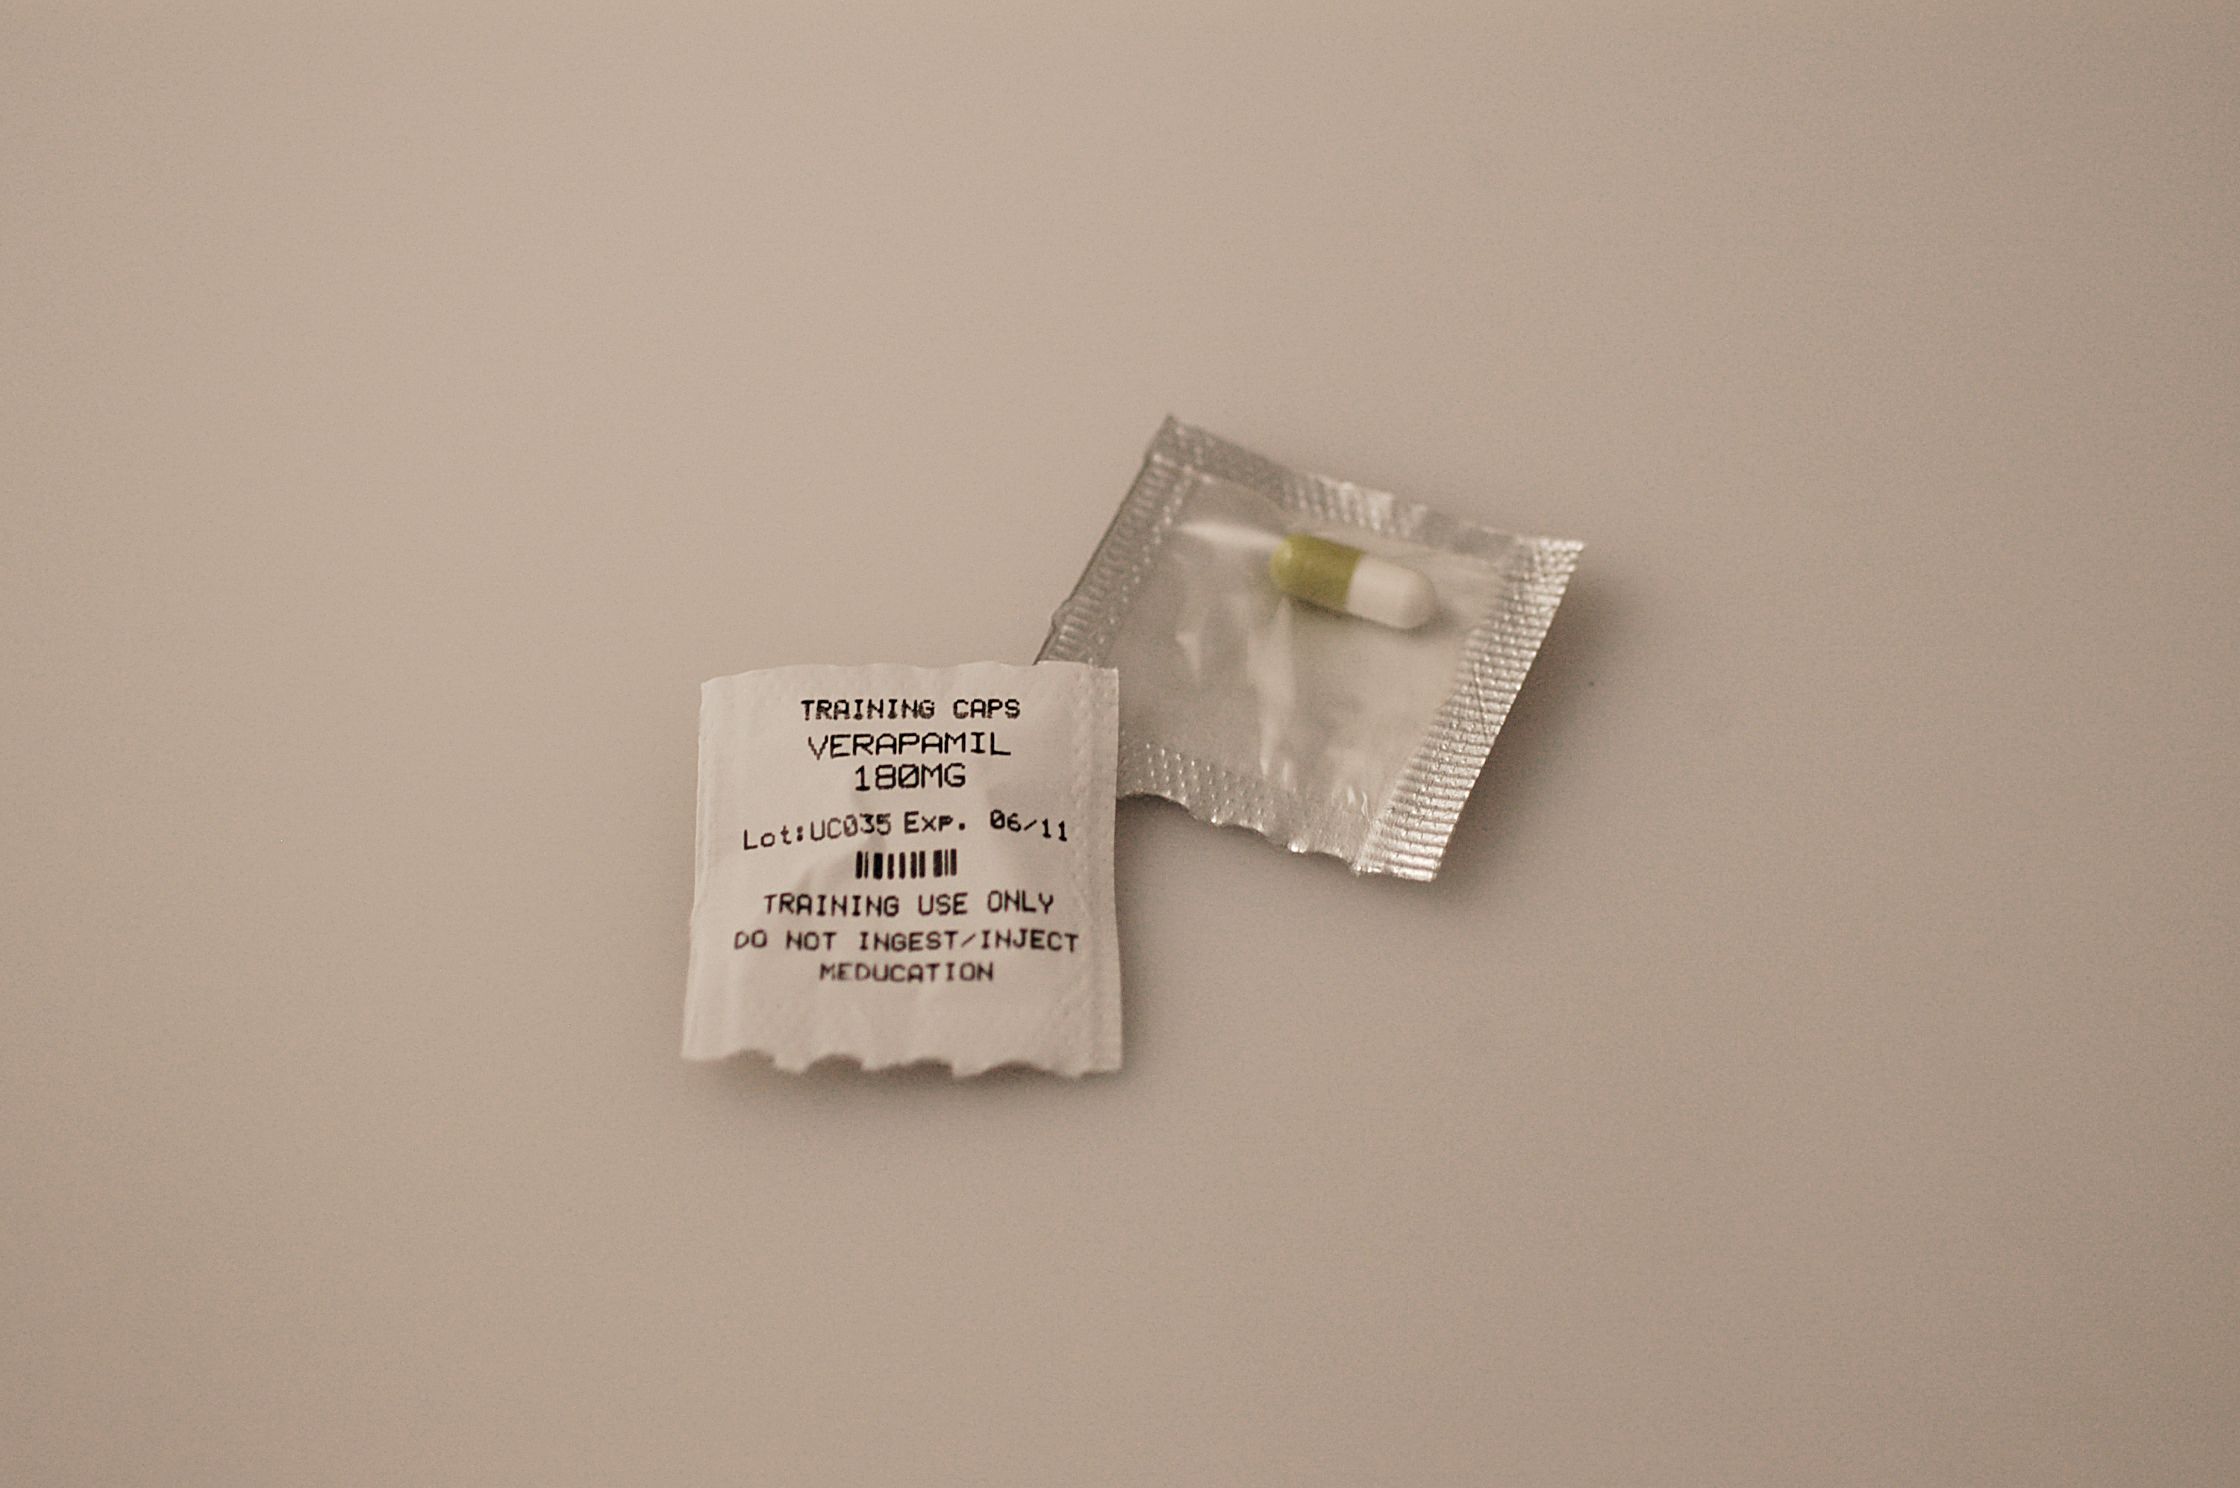 TRAINING CAPS
VERAPAMIL
180MG
Lot:UC035 Exp. 06/11
TRAINING USE ONLY
DO NOT INGEST/INJECT
MEDUCATION